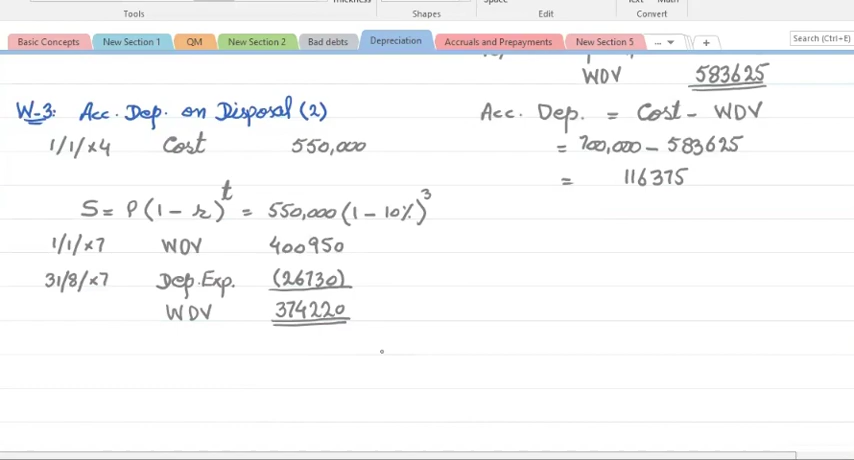 Tools Shapes Edit Convert
Basic Concepts New Section 1 QM New Section 2 Bad debts Depreciation Accruals and Prepayments New Section 5 ... + Search (Ctrl+E)
WDV 583625
W-3: Acc. Dep. on Disposal (2)
1/1/x4 Cost 550,000
S = P (1 - r)^t = 550,000 (1 - 10%)^3
1/1/x7 WDV 400950
31/8/x7 Dep. Exp. (26730)
WDV 374220
Acc. Dep. = Cost - WDV
= 700,000 - 583625
= 116375